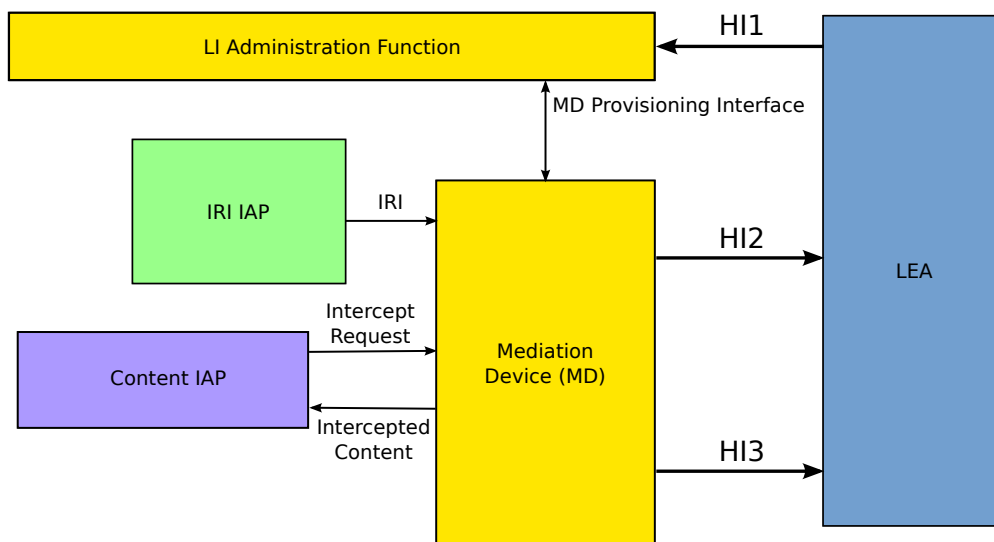 HI1
LI Administration Function
MD Provisioning Interface
IRI
IRI IAP
HI2
LEA
Intercept
Request
Mediation
Device (MD)
Content IAP
Intercepted
Content
HI3